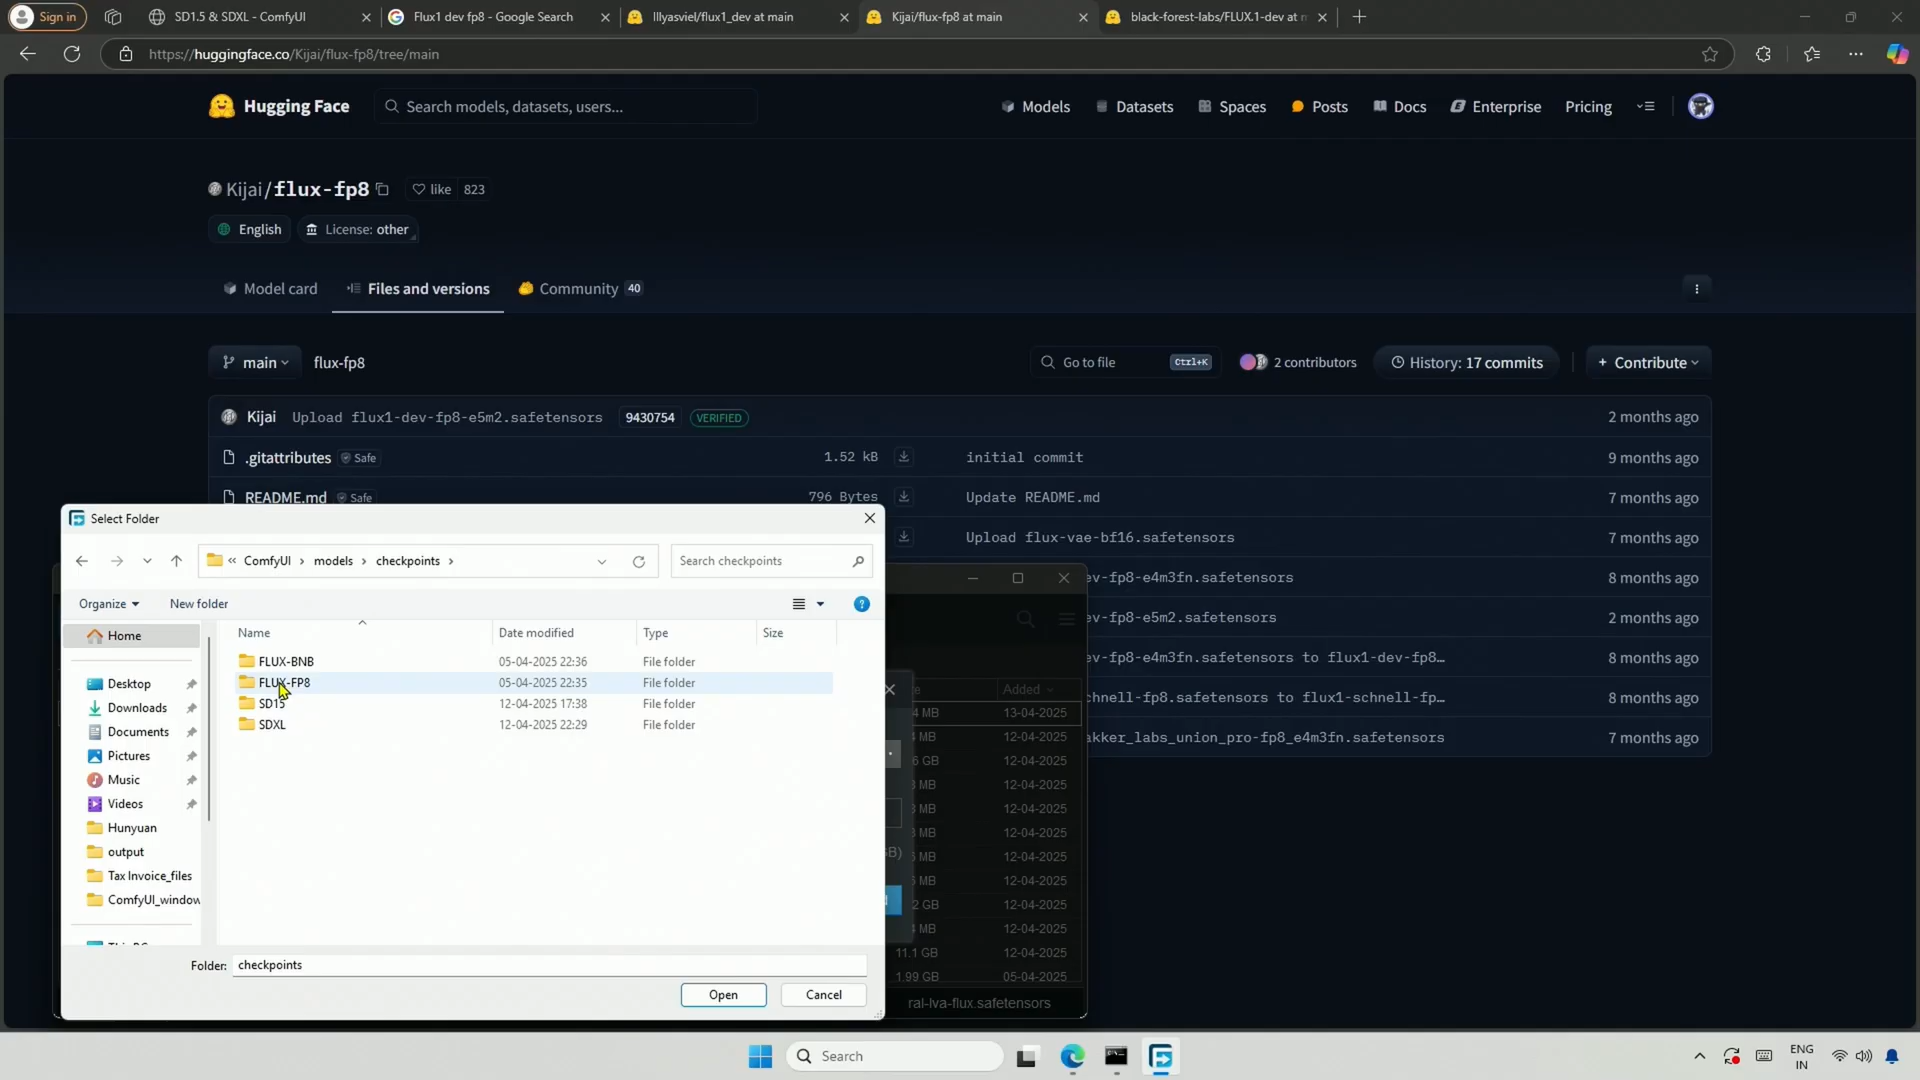 Sign in
SD1.5 & SDXL - ComfyUI
Flux1 dev fp8 - Google Search
lllyasviel/flux1_dev at main
Kijai/flux-fp8 at main
black-forest-labs/FLUX.1-dev at m
https://huggingface.co/Kijai/flux-fp8/tree/main
Hugging Face
Search models, datasets, users...
Models
Datasets
Spaces
Posts
Docs
Enterprise
Pricing
Kijai/flux-fp8
like 823
English
License: other
Model card
Files and versions
Community 40
main
flux-fp8
Go to file
Ctrl+K
2 contributors
History: 17 commits
+ Contribute
Kijai Upload flux1-dev-fp8-e5m2.safetensors 9430754 VERIFIED 2 months ago
.gitattributes Safe 1.52 kB initial commit 9 months ago
README.md Safe 796 Bytes Update README.md 7 months ago
Upload flux-vae-bf16.safetensors 7 months ago
ev-fp8-e4m3fn.safetensors 8 months ago
ev-fp8-e5m2.safetensors 8 months ago
ev-fp8-e4m3fn.safetensors to flux1-dev-fp8… 8 months ago
chnell-fp8.safetensors to flux1-schnell-fp… 8 months ago
akker_labs_union_pro-fp8_e4m3fn.safetensors 7 months ago
Select Folder
« ComfyUI › models › checkpoints ›
Search checkpoints
Organize
New folder
Name Date modified Type Size
FLUX-BNB 05-04-2025 22:36 File folder
FLUX-FP8 05-04-2025 22:35 File folder
SD15 12-04-2025 17:38 File folder
SDXL 12-04-2025 22:29 File folder
Home
Desktop
Downloads
Documents
Pictures
Music
Videos
Hunyuan
output
Tax Invoice_files
ComfyUI_window
Folder: checkpoints
Open
Cancel
Added
4 MB 13-04-2025
MB 12-04-2025
6 GB 12-04-2025
MB 12-04-2025
MB 12-04-2025
MB 12-04-2025
MB 12-04-2025
MB 12-04-2025
2 GB 12-04-2025
MB 12-04-2025
11.1 GB 12-04-2025
1.99 GB 05-04-2025
ral-lva-flux.safetensors
Search
ENG
IN